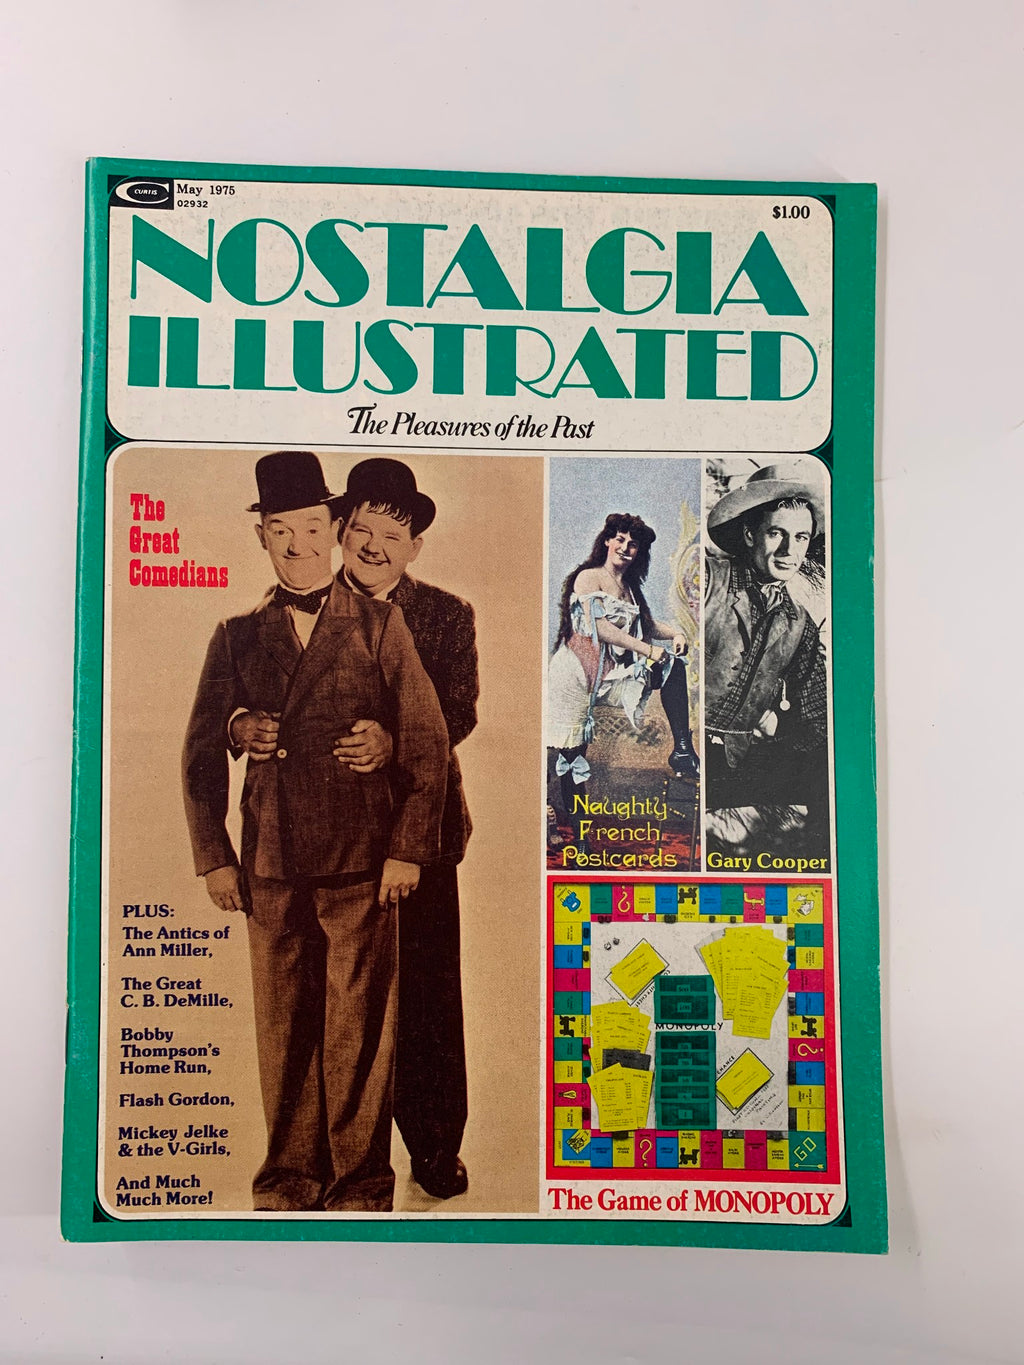 CURTIS
May 1975
02932
$1.00
NOSTALGIA
ILLUSTRATED
The Pleasures of the Past
The
Great
Comedians
Naughty
French
Postcards
Gary Cooper
PLUS:
The Antics of
Ann Miller,
The Great
C. B. DeMille,
Bobby
Thompson's
Home Run,
Flash Gordon,
Mickey Jelke
& the V-Girls,
And Much
Much More!
MONOPOLY
GO
The Game of MONOPOLY